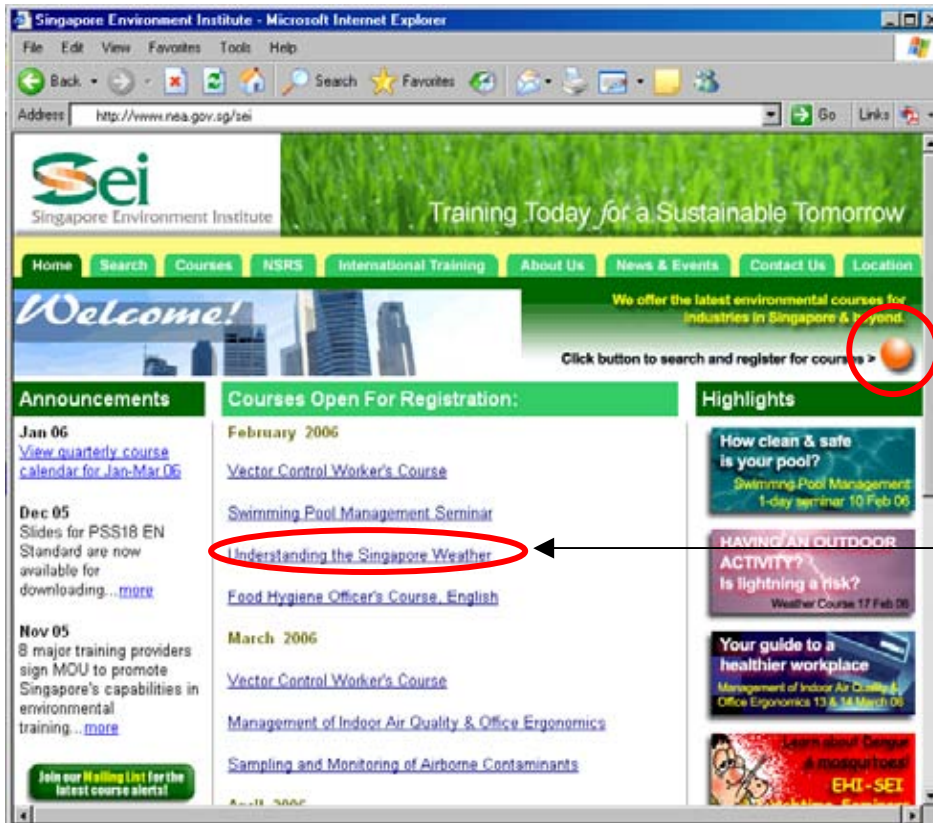 Singapore Environment Institute - Microsoft Internet Explorer
File Edit View Favorites Tools Help
Back Search Favorites
Address http://www.nea.gov.sg/sei Go Links
Sei
Singapore Environment Institute
Training Today for a Sustainable Tomorrow
Home Search Courses NSRS International Training About Us News & Events Contact Us Location
Welcome!
We offer the latest environmental courses for
industries in Singapore & beyond.
Click button to search and register for courses >
Announcements
Jan 06
View quarterly course
calendar for Jan-Mar 06
Dec 05
Slides for PSS18 EN
Standard are now
available for
downloading...more
Nov 05
8 major training providers
sign MOU to promote
Singapore's capabilities in
environmental
training...more
Join our Mailing List for the
latest course alerts!
Courses Open For Registration:
February 2006
Vector Control Worker's Course
Swimming Pool Management Seminar
Understanding the Singapore Weather
Food Hygiene Officer's Course, English
March 2006
Vector Control Worker's Course
Management of Indoor Air Quality & Office Ergonomics
Sampling and Monitoring of Airborne Contaminants
April 2006
Highlights
How clean & safe
is your pool?
Swimming Pool Management
1-day seminar 10 Feb 06
HAVING AN OUTDOOR
ACTIVITY?
Is lightning a risk?
Weather Course 17 Feb 06
Your guide to a
healthier workplace
Management of Indoor Air Quality &
Office Ergonomics 13 & 14 March 06
Learn about Dengue
& mosquitoes!
EHI-SEI